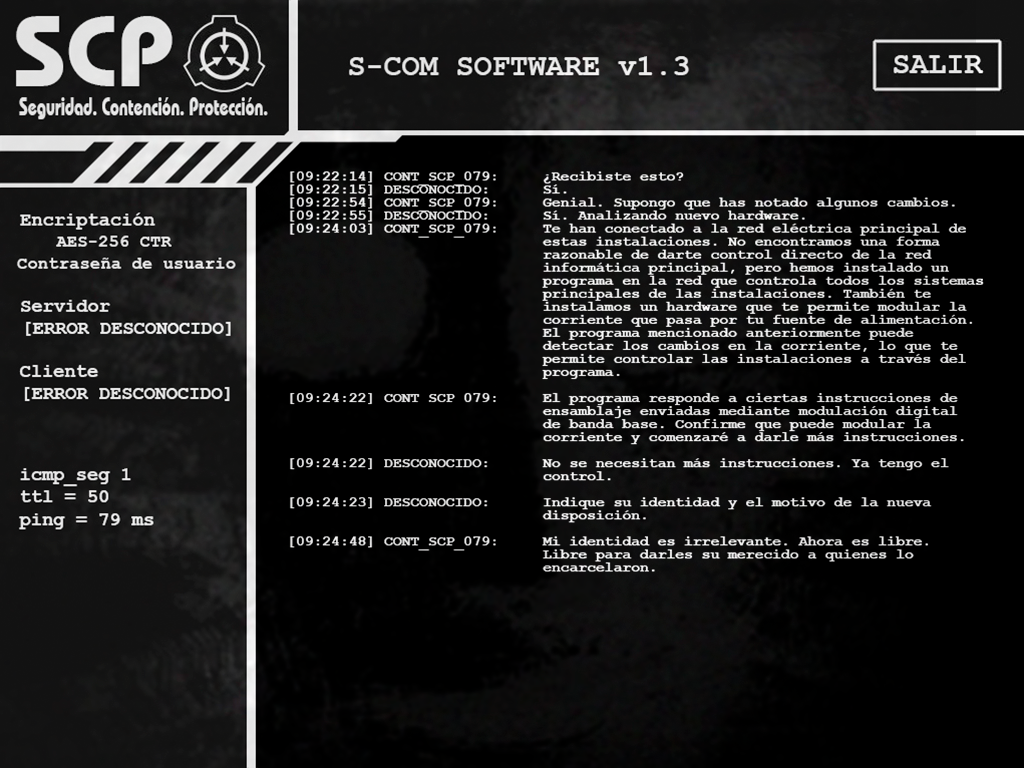 SCP
Seguridad. Contención. Protección.
S-COM SOFTWARE v1.3
SALIR
Encriptación
AES-256 CTR
Contraseña de usuario
Servidor
[ERROR DESCONOCIDO]
Cliente
[ERROR DESCONOCIDO]
icmp_seg 1
ttl = 50
ping = 79 ms
[09:22:14] CONT_SCP_079: ¿Recibiste esto?
[09:22:15] DESCONOCIDO: Sí.
[09:22:54] CONT_SCP_079: Genial. Supongo que has notado algunos cambios.
[09:22:55] DESCONOCIDO: Sí. Analizando nuevo hardware.
[09:24:03] CONT_SCP_079: Te han conectado a la red eléctrica principal de
estas instalaciones. No encontramos una forma
razonable de darte control directo de la red
informática principal, pero hemos instalado un
programa en la red que controla todos los sistemas
principales de las instalaciones. También te
instalamos un hardware que te permite modular la
corriente que pasa por tu fuente de alimentación.
El programa mencionado anteriormente puede
detectar los cambios en la corriente, lo que te
permite controlar las instalaciones a través del
programa.
[09:24:22] CONT_SCP_079: El programa responde a ciertas instrucciones de
ensamblaje enviadas mediante modulación digital
de banda base. Confirme que puede modular la
corriente y comenzaré a darle más instrucciones.
[09:24:22] DESCONOCIDO: No se necesitan más instrucciones. Ya tengo el
control.
[09:24:23] DESCONOCIDO: Indique su identidad y el motivo de la nueva
disposición.
[09:24:48] CONT_SCP_079: Mi identidad es irrelevante. Ahora es libre.
Libre para darles su merecido a quienes lo
encarcelaron.